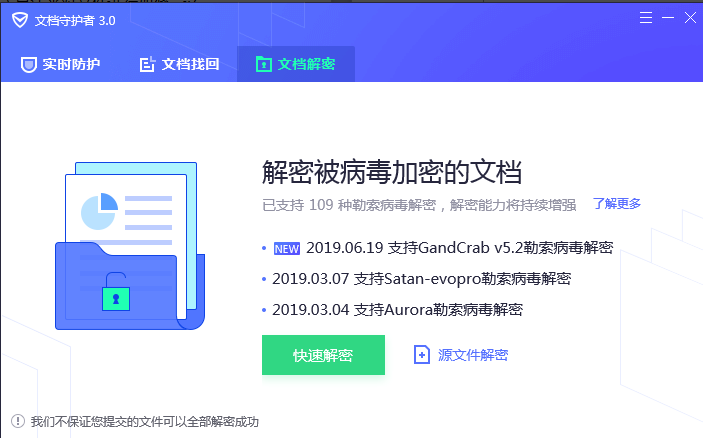 文档守护者 3.0
实时防护
文档找回
文档解密
解密被病毒加密的文档
已支持 109 种勒索病毒解密，解密能力将持续增强 了解更多
NEW 2019.06.19 支持GandCrab v5.2勒索病毒解密
2019.03.07 支持Satan-evopro勒索病毒解密
2019.03.04 支持Aurora勒索病毒解密
快速解密
源文件解密
我们不保证您提交的文件可以全部解密成功